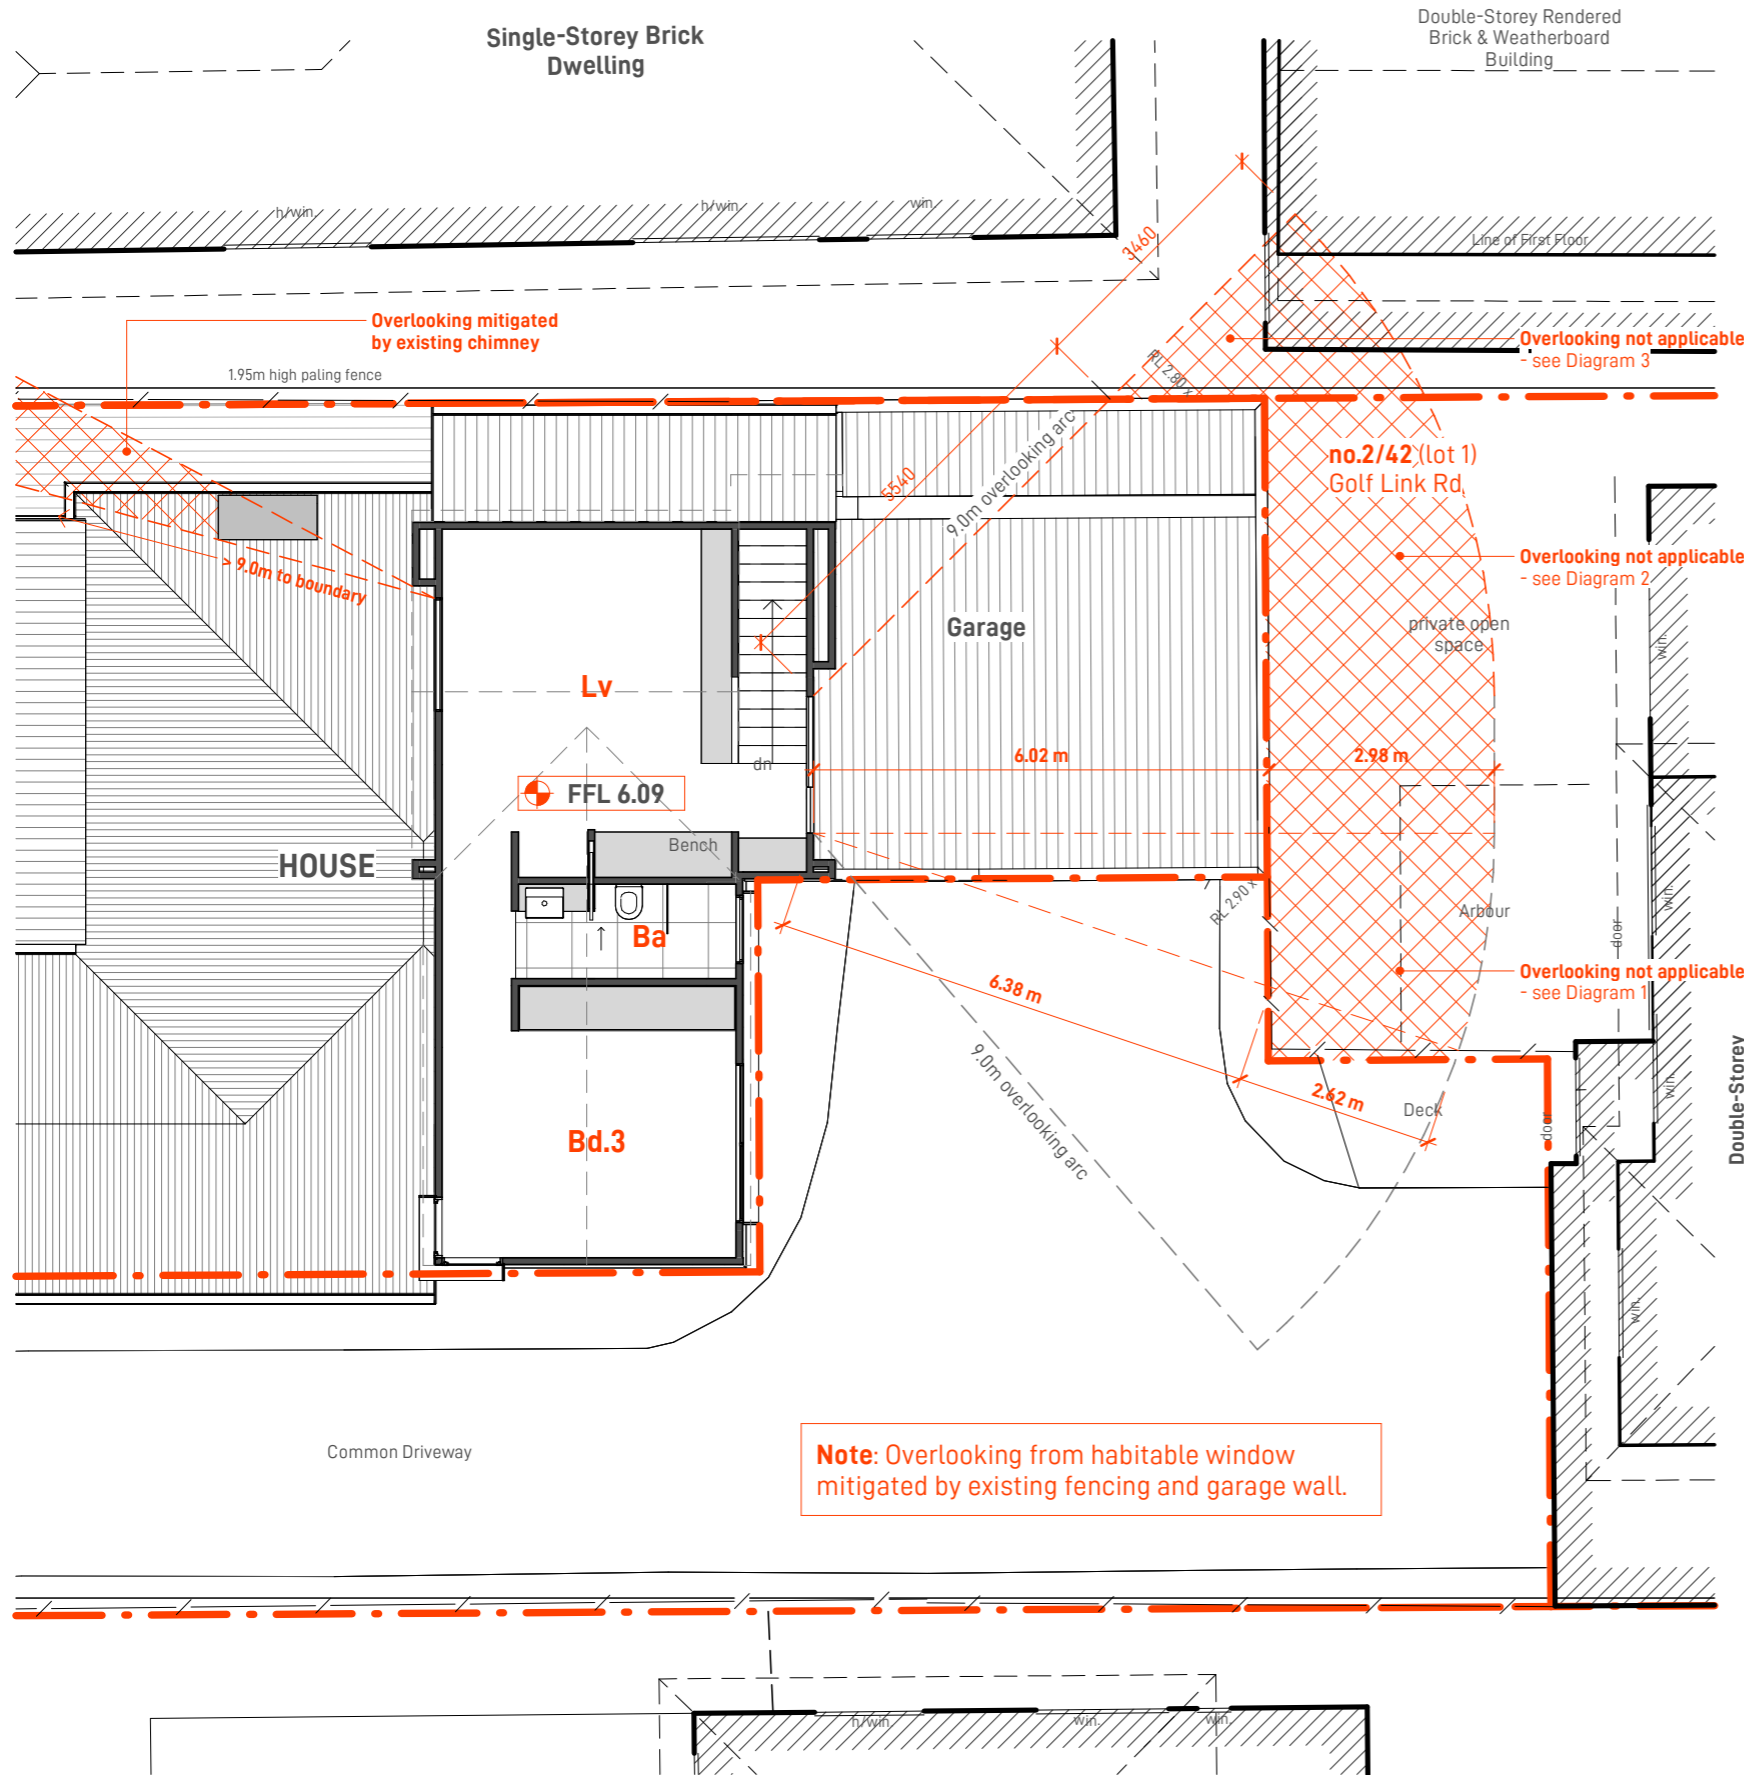 Single-Storey Brick
Dwelling
Double-Storey Rendered
Brick & Weatherboard
Building
h/win.
h/win.
win.
Line of First Floor
3460
Overlooking mitigated
by existing chimney
Overlooking not applicable
- see Diagram 3
1.95m high paling fence
RL 2.80 x
no.2/42 (lot 1)
Golf Link Rd.
5540
9.0m overlooking arc
> 9.0m to boundary
Overlooking not applicable
- see Diagram 2
Garage
private open
space
win.
Lv
6.02 m
2.98 m
dn
FFL 6.09
Bench
HOUSE
RL 2.90 x
Arbour
win.
door
Ba
6.38 m
Overlooking not applicable
- see Diagram 1
9.0m overlooking arc
2.62 m
Deck
door
win.
Double-Storey
Bd.3
win.
Common Driveway
Note: Overlooking from habitable window
mitigated by existing fencing and garage wall.
h/win.
win.
win.